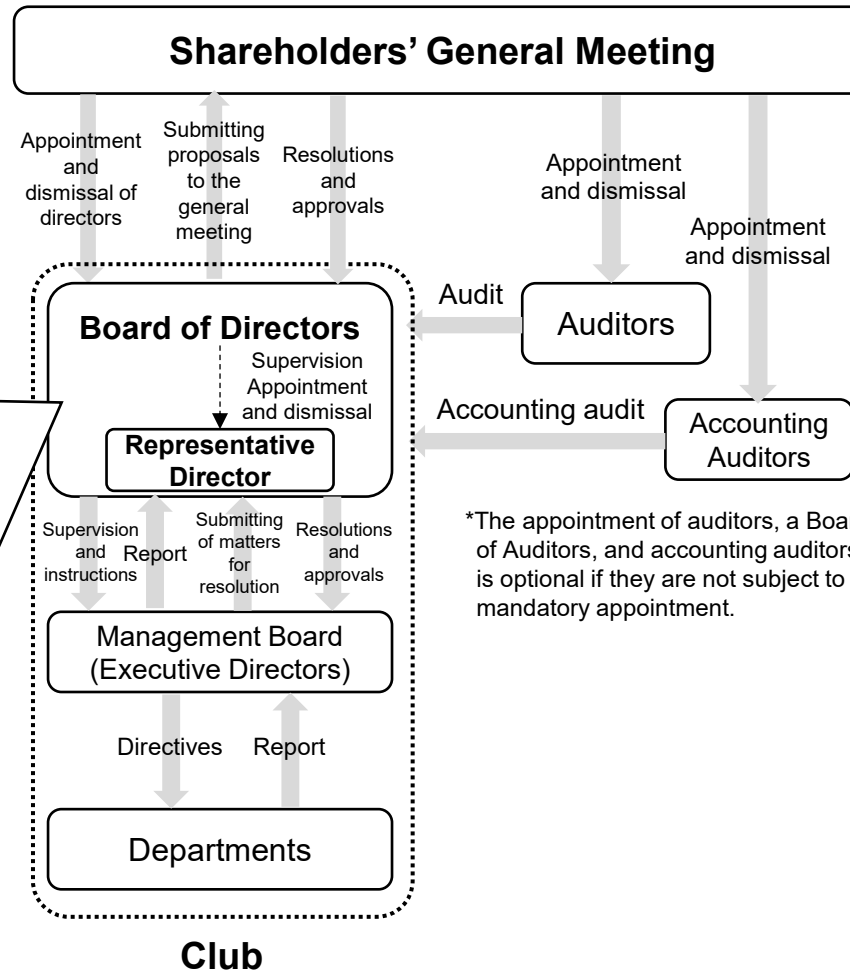 Shareholders’ General Meeting
Appointment
and
dismissal of
directors
Submitting
proposals
to the
general
meeting
Resolutions
and
approvals
Appointment
and dismissal
Appointment
and dismissal
Board of Directors
Supervision
Appointment
and dismissal
Representative
Director
Audit
Auditors
Accounting audit
Accounting
Auditors
*The appointment of auditors, a Boar
of Auditors, and accounting auditors
is optional if they are not subject to
mandatory appointment.
Supervision
and
instructions
Report
Submitting
of matters
for
resolution
Resolutions
and
approvals
Management Board
(Executive Directors)
Directives
Report
Departments
Club